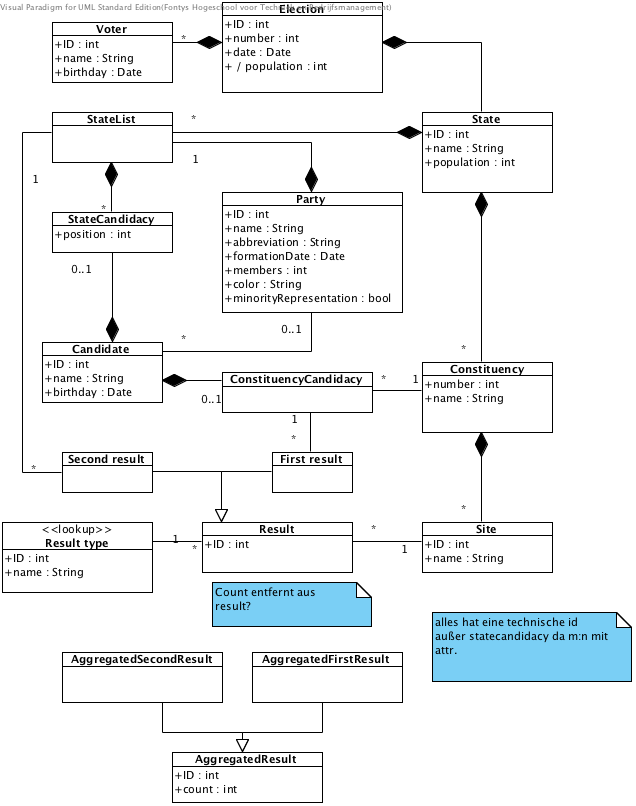 Visual Paradigm for UML Standard Edition(Fontys Hogeschool voor Techniek en Bedrijfsmanagement)
Election
+ID : int
+number : int
+date : Date
+ / population : int
Voter
+ID : int
+name : String
+birthday : Date
*
StateList
*
State
+ID : int
+name : String
+population : int
1
1
*
StateCandidacy
+position : int
Party
+ID : int
+name : String
+abbreviation : String
+formationDate : Date
+members : int
+color : String
+minorityRepresentation : bool
0..1
0..1
*
*
Candidate
+ID : int
+name : String
+birthday : Date
0..1
ConstituencyCandidacy
*
1
Constituency
+number : int
+name : String
1
*
*
Second result
First result
*
<<lookup>>
Result type
+ID : int
+name : String
1
*
Result
+ID : int
*
1
Site
+ID : int
+name : String
Count entfernt aus
result?
alles hat eine technische id
außer statecandidacy da m:n mit
attr.
AggregatedSecondResult
AggregatedFirstResult
AggregatedResult
+ID : int
+count : int